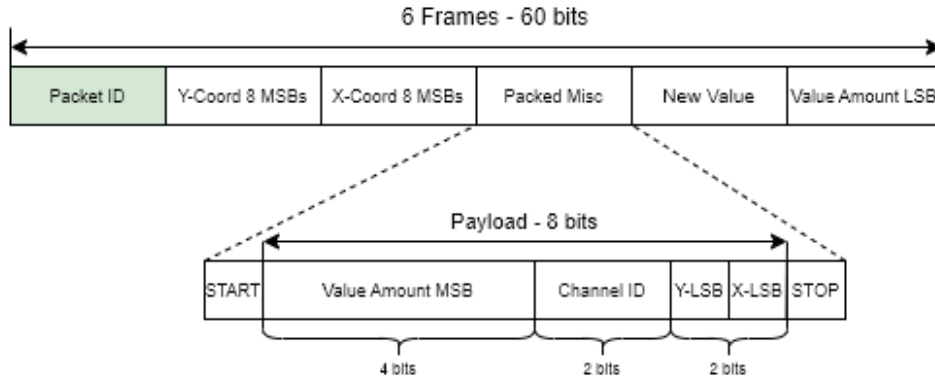 6 Frames - 60 bits
Packet ID
Y-Coord 8 MSBs
X-Coord 8 MSBs
Packed Misc
New Value
Value Amount LSB
Payload - 8 bits
START
Value Amount MSB
Channel ID
Y-LSB
X-LSB
STOP
4 bits
2 bits
2 bits